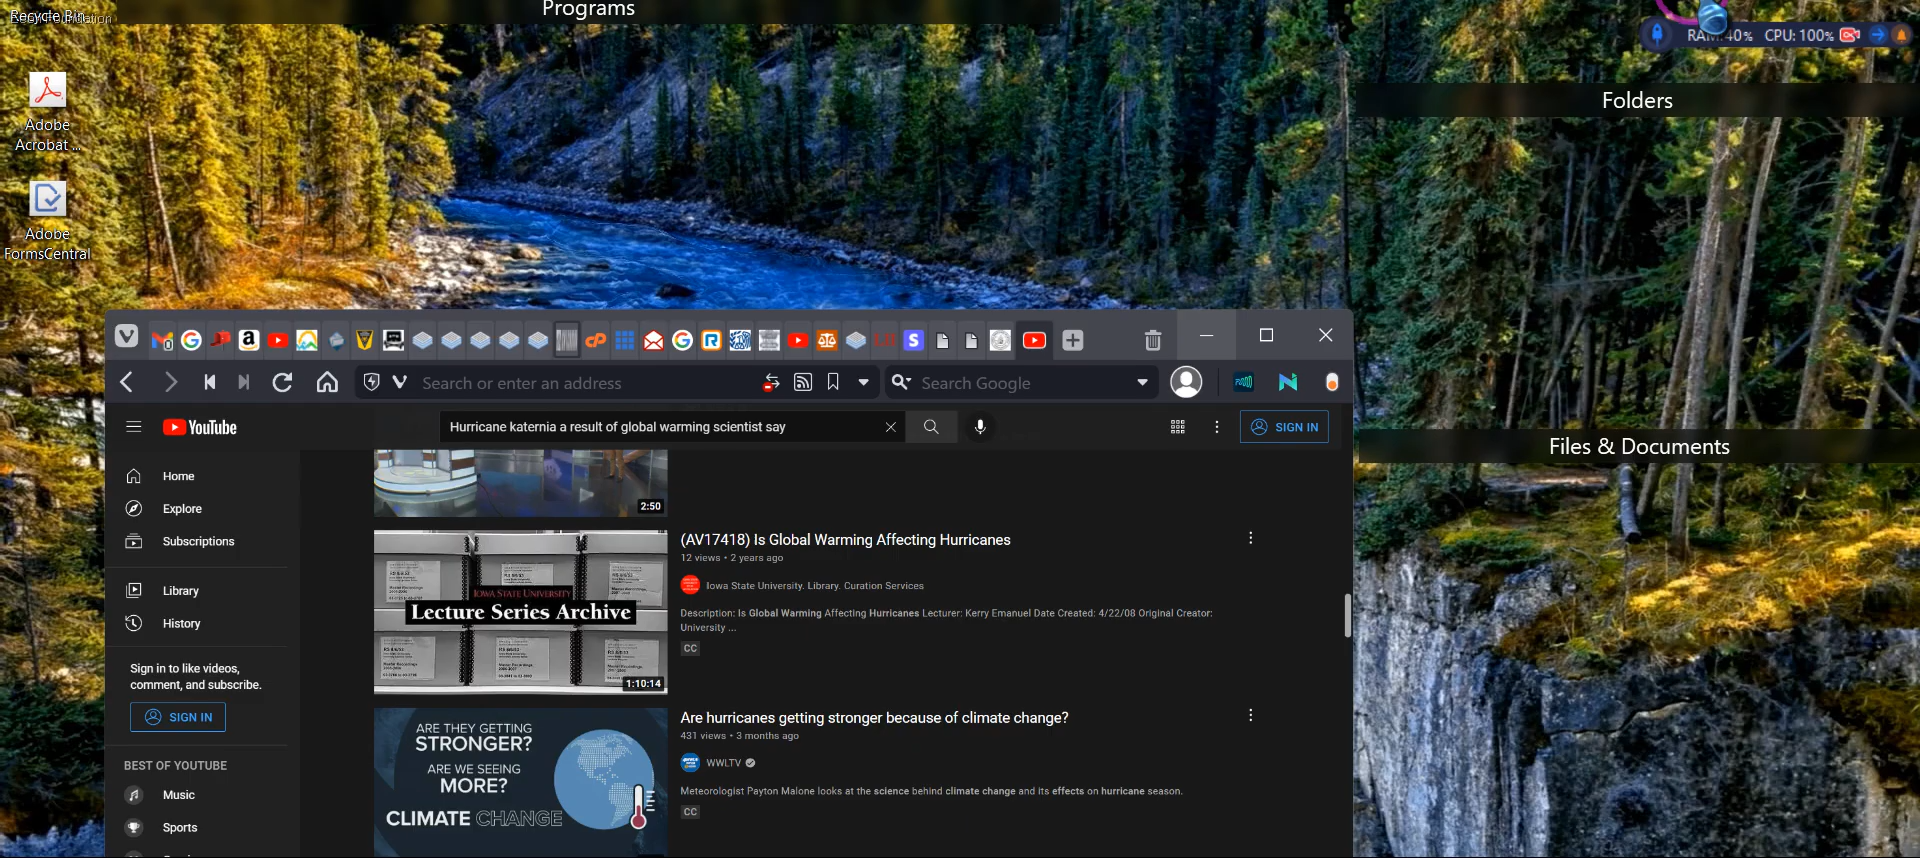 Recycle Bin
Programs
RAM: 40% CPU: 100%
Adobe
Acrobat ...
Folders
Adobe
FormsCentral
Search or enter an address
Search Google
Files & Documents
YouTube
Hurricane katernia a result of global warming scientist say
SIGN IN
Home
Explore
Subscriptions
Library
History
Sign in to like videos,
comment, and subscribe.
SIGN IN
BEST OF YOUTUBE
Music
Sports
2:50
IOWA STATE UNIVERSITY
Lecture Series Archive
1:10:14
(AV17418) Is Global Warming Affecting Hurricanes
12 views • 2 years ago
Iowa State University. Library. Curation Services
Description: Is Global Warming Affecting Hurricanes Lecturer: Kerry Emanuel Date Created: 4/22/08 Original Creator:
University ...
CC
ARE THEY GETTING
STRONGER?
ARE WE SEEING
MORE?
CLIMATE CHANGE
Are hurricanes getting stronger because of climate change?
431 views • 3 months ago
WWLTV
Meteorologist Payton Malone looks at the science behind climate change and its effects on hurricane season.
CC